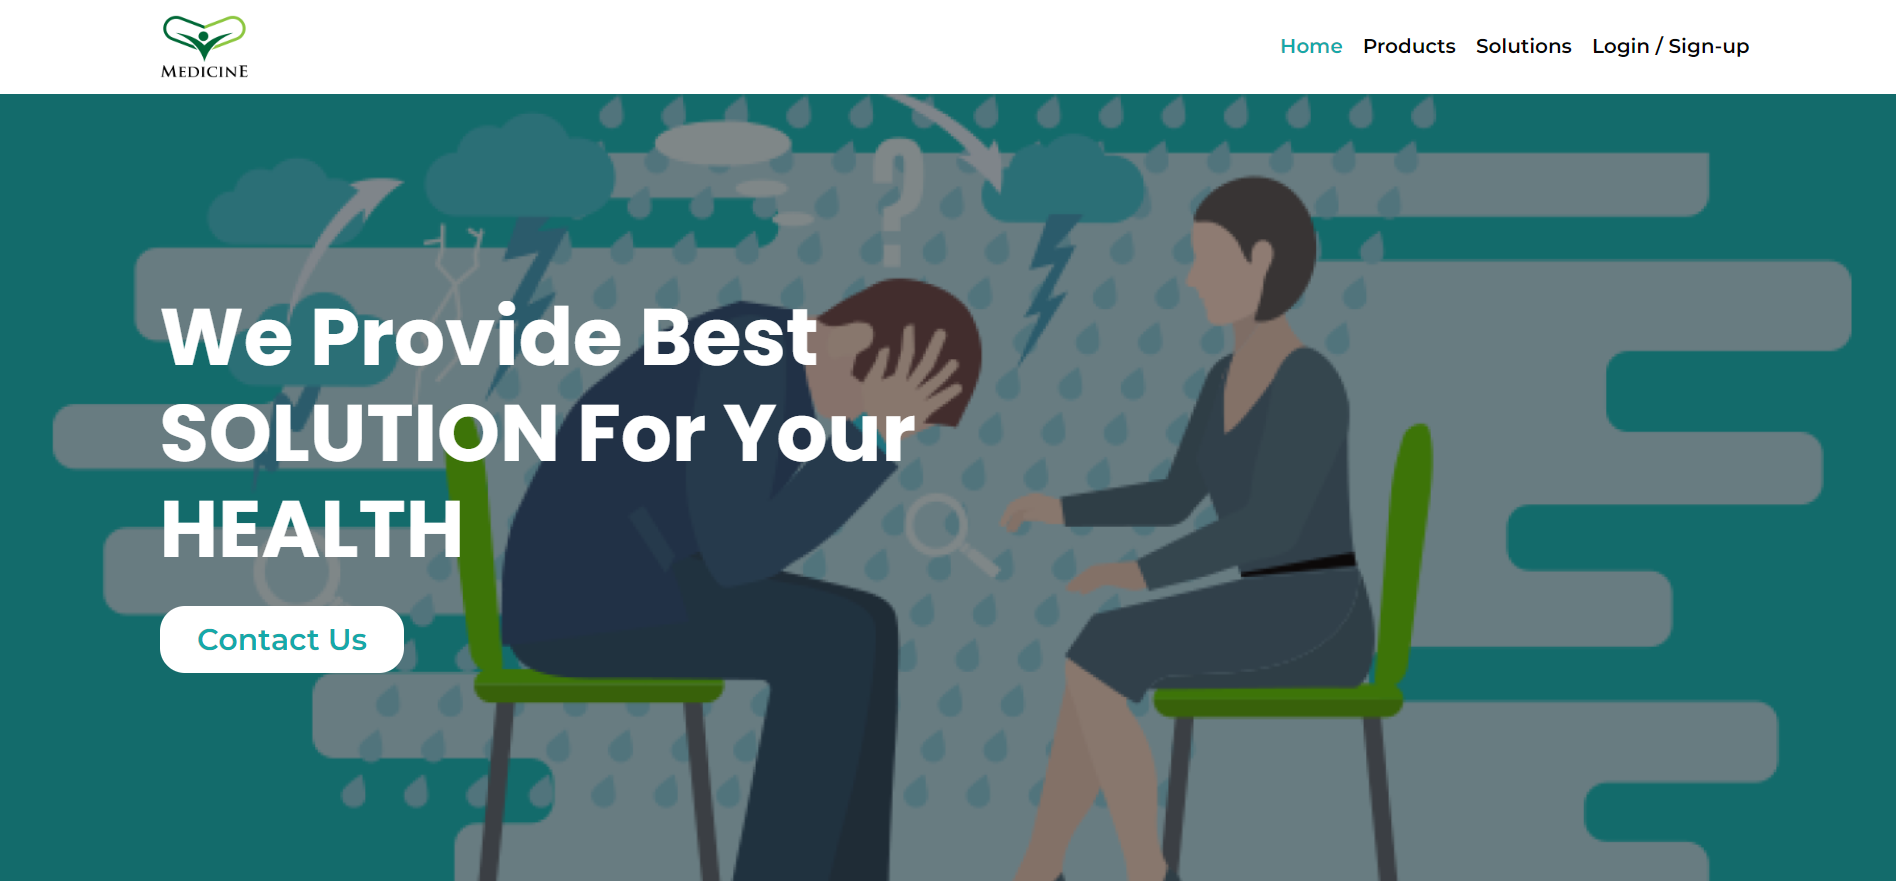 MEDICINE
Home Products Solutions Login / Sign-up
?
We Provide Best
SOLUTION For Your
HEALTH
Contact Us